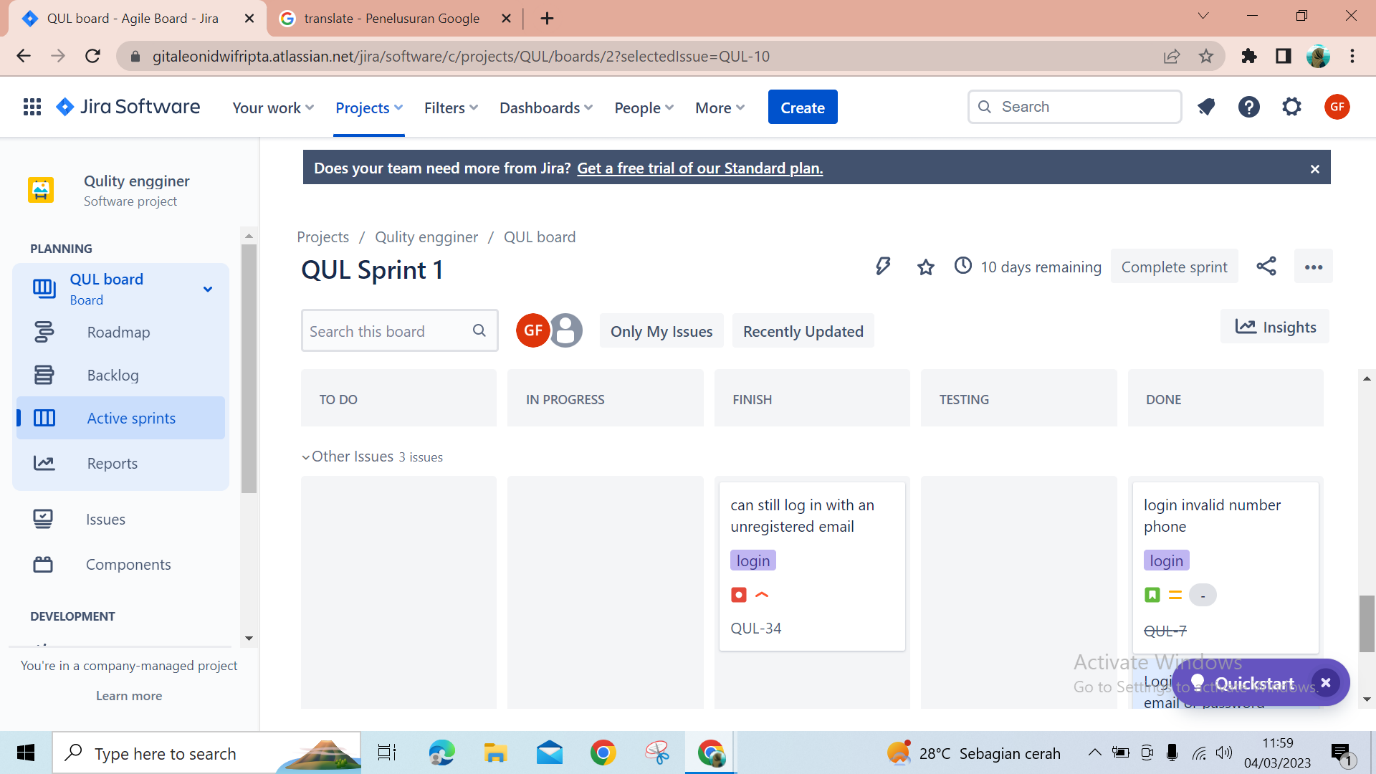 QUL board - Agile Board - Jira
translate - Penelusuran Google
gitaleonidwifripta.atlassian.net/jira/software/c/projects/QUL/boards/2?selectedIssue=QUL-10
Jira Software Your work Projects Filters Dashboards People More Create Search GF
Does your team need more from Jira? Get a free trial of our Standard plan.
Qulity engginer
Software project
PLANNING
QUL board
Board
Roadmap
Backlog
Active sprints
Reports
Issues
Components
DEVELOPMENT
You're in a company-managed project
Learn more
Projects / Qulity engginer / QUL board
QUL Sprint 1
10 days remaining Complete sprint
Search this board GF Only My Issues Recently Updated Insights
TO DO IN PROGRESS FINISH TESTING DONE
Other Issues 3 issues
can still log in with an
unregistered email
login
QUL-34
login invalid number
phone
login
-
QUL-7
Activate Windows
Go to Settings to activate Windows.
Logi
email or password
Quickstart
Type here to search
28°C Sebagian cerah
11:59
04/03/2023
1